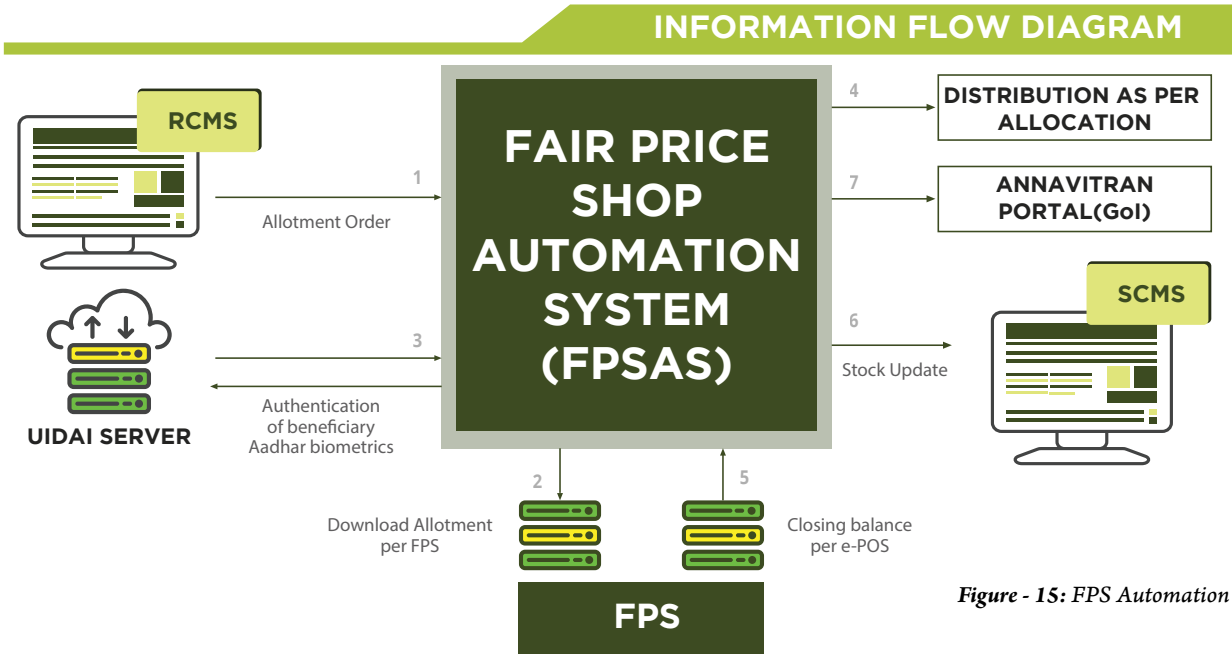 INFORMATION FLOW DIAGRAM
RCMS
1
Allotment Order
UIDAI SERVER
3
Authentication
of beneficiary
Aadhar biometrics
FAIR PRICE
SHOP
AUTOMATION
SYSTEM
(FPSAS)
4
DISTRIBUTION AS PER
ALLOCATION
7
ANNAVITRAN
PORTAL(GoI)
SCMS
6
Stock Update
2
Download Allotment
per FPS
5
Closing balance
per e-POS
FPS
Figure - 15: FPS Automation